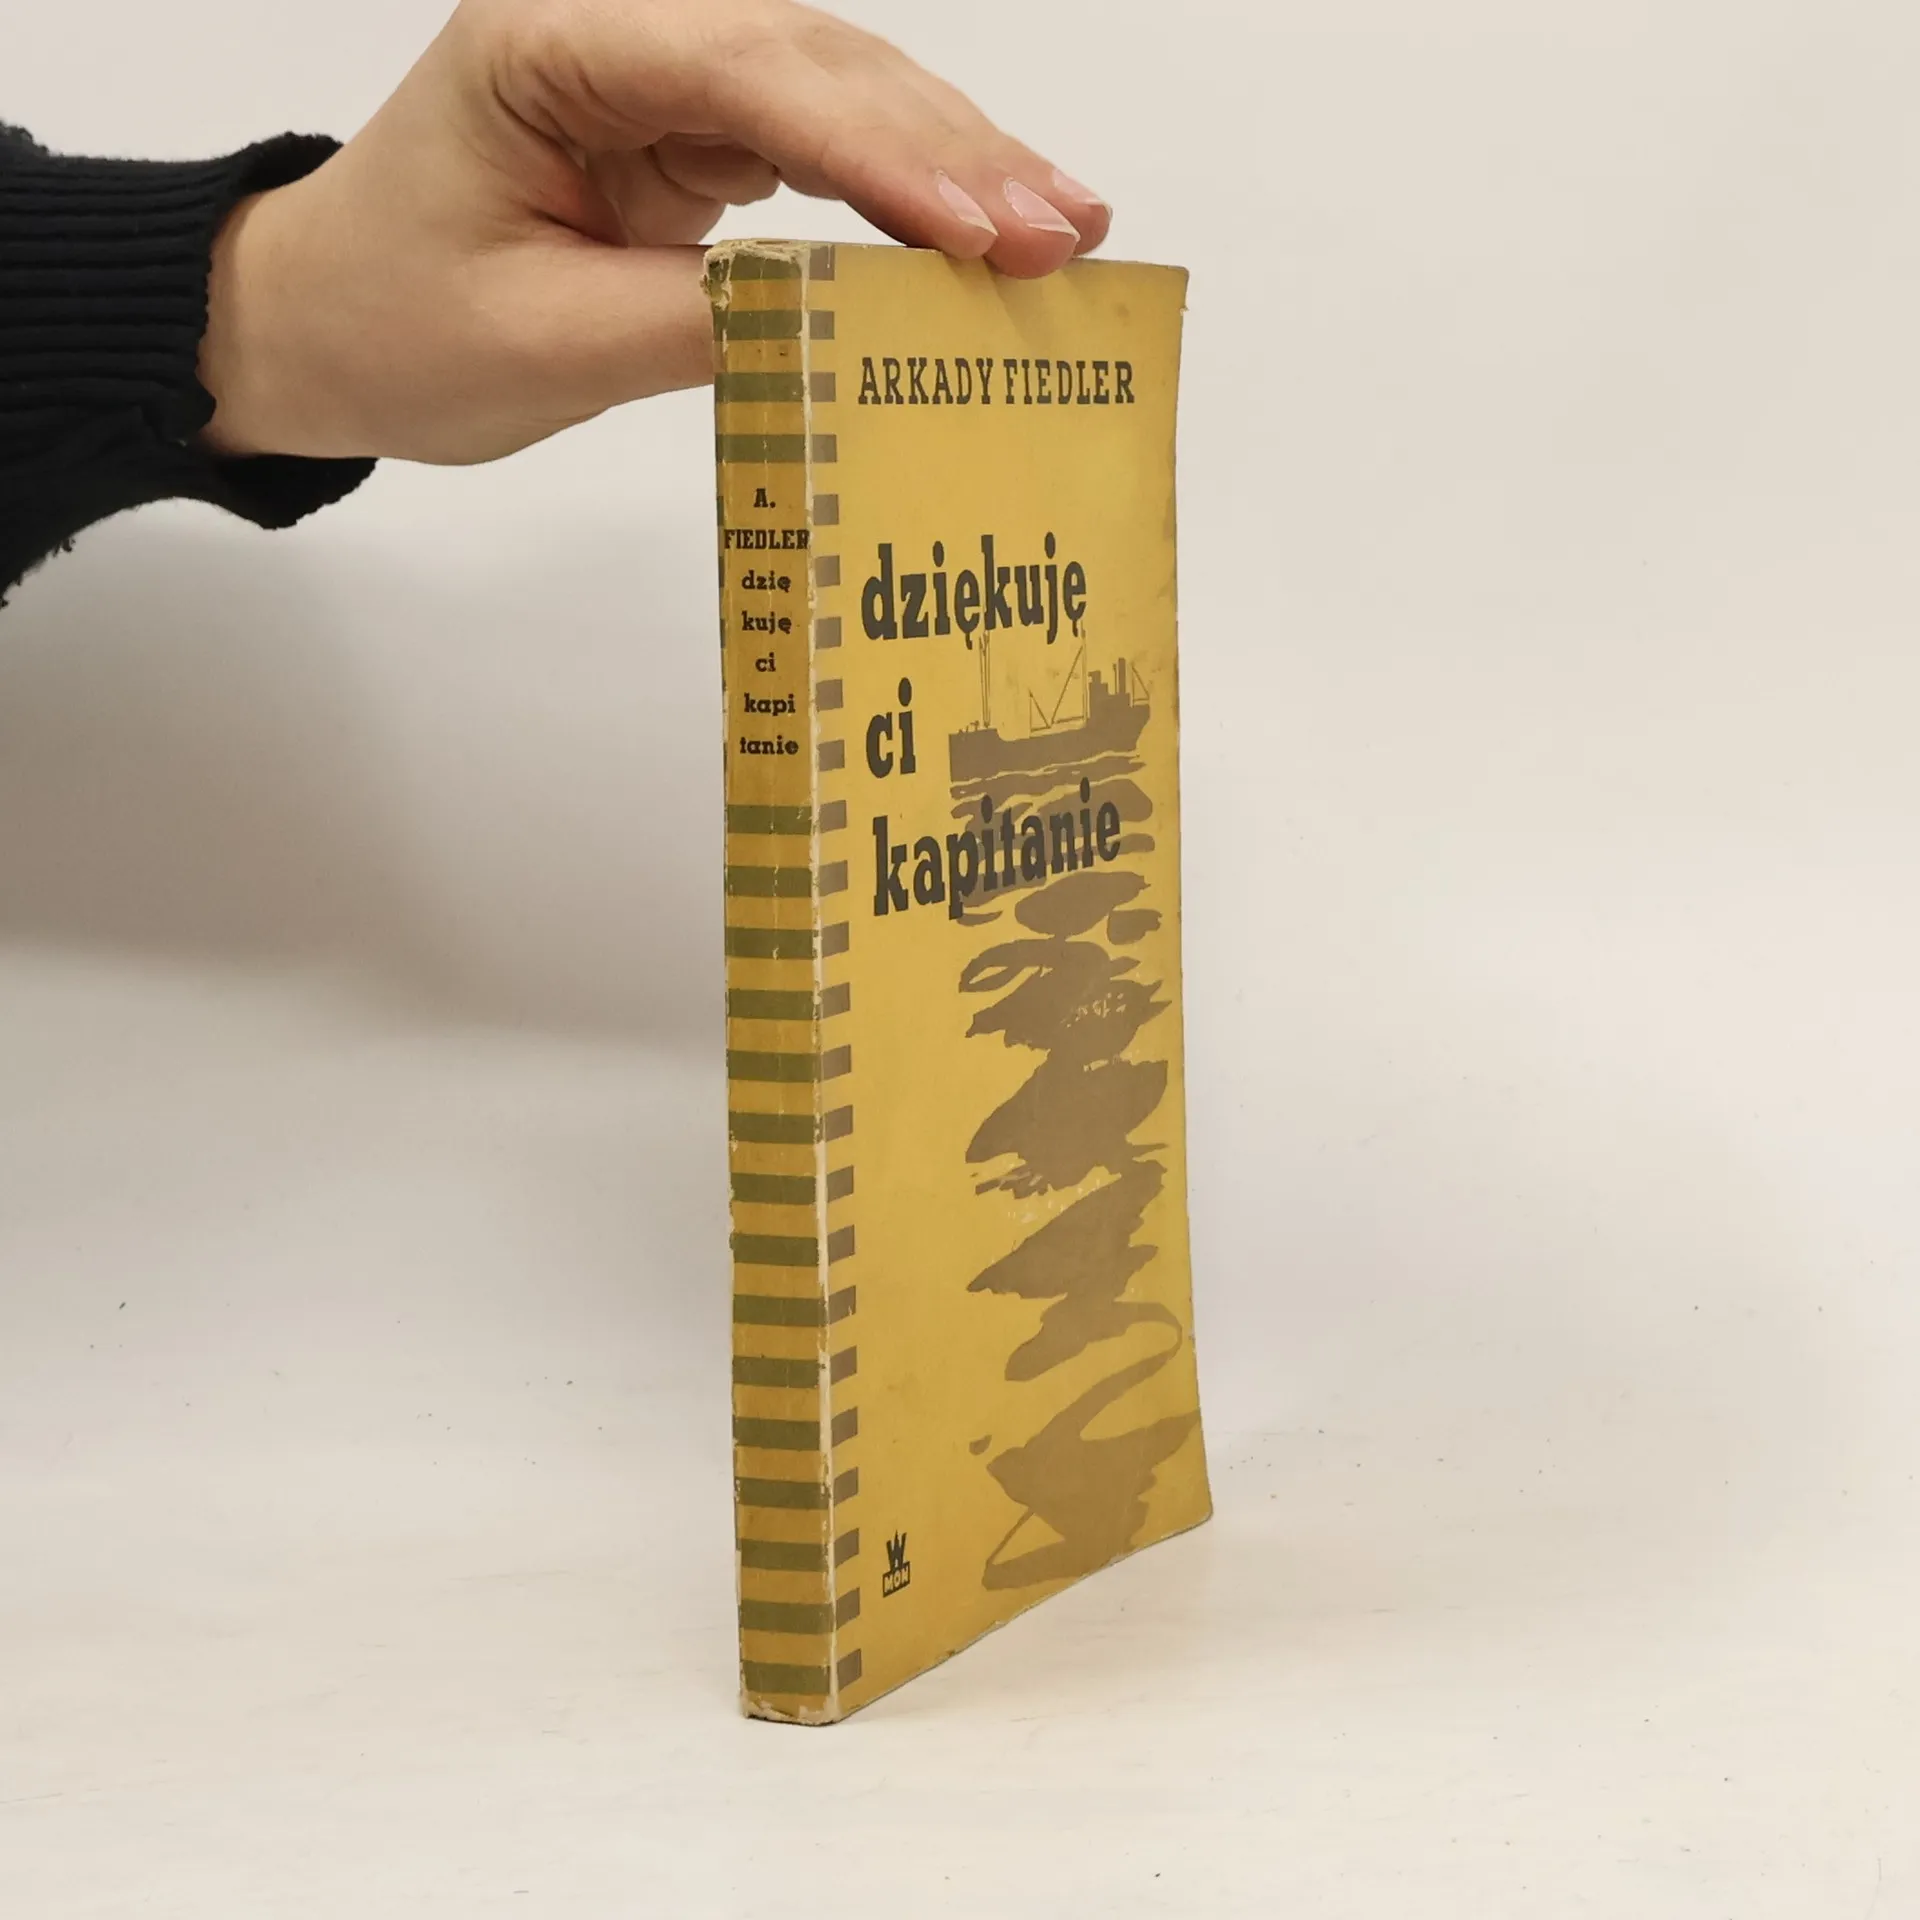 A.
FIEDLER
dzię
kuję
ci
kapi
tanie
ARKADY FIEDLER
dziękuję
ci
kapitanie
W
MON